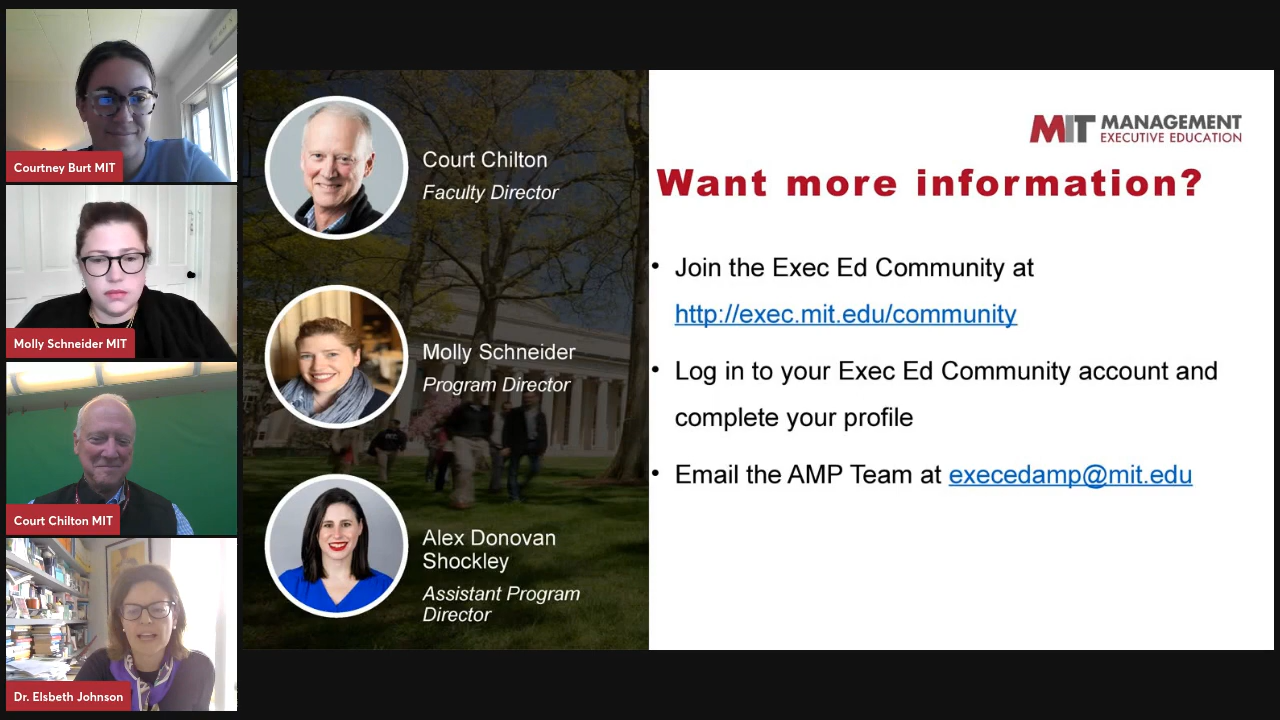 Courtney Burt MIT
Molly Schneider MIT
Court Chilton MIT
Dr. Elsbeth Johnson
Court Chilton
Faculty Director
Molly Schneider
Program Director
Alex Donovan
Shockley
Assistant Program
Director
MIT MANAGEMENT
EXECUTIVE EDUCATION
Want more information?
• Join the Exec Ed Community at
http://exec.mit.edu/community
• Log in to your Exec Ed Community account and
complete your profile
• Email the AMP Team at execedamp@mit.edu